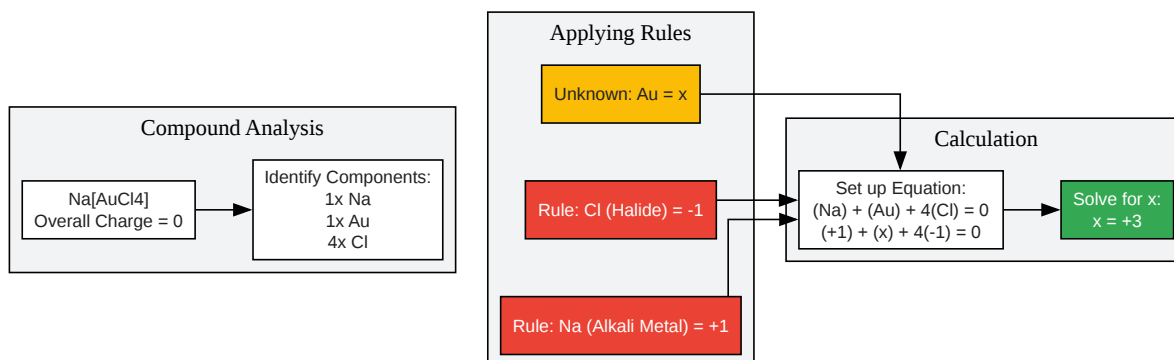 Compound Analysis
Na[AuCl4]
Overall Charge = 0
Identify Components:
1x Na
1x Au
4x Cl
Applying Rules
Unknown: Au = x
Rule: Cl (Halide) = -1
Rule: Na (Alkali Metal) = +1
Calculation
Set up Equation:
(Na) + (Au) + 4(Cl) = 0
(+1) + (x) + 4(-1) = 0
Solve for x:
x = +3